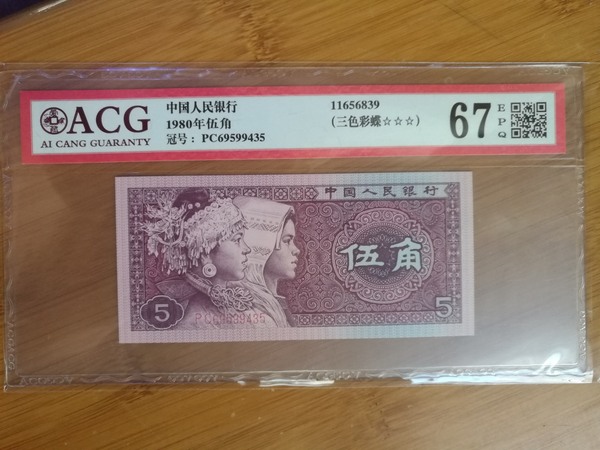 ACG
AI CANG GUARANTY
中国人民银行
1980年伍角
冠号: PC69599435
11656839
(三色彩蝶☆☆☆)
67
EPQ
中国人民银行
伍角
5
PC69599435
5